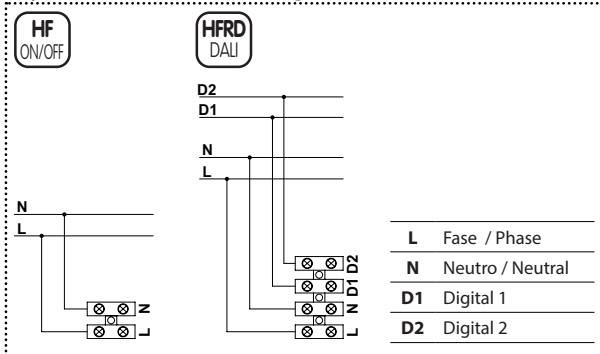 HF
ON/OFF
HFRD
DALI
D2
D1
N
L
N
L
N
L
D2
D1
N
L
L Fase / Phase
N Neutro / Neutral
D1 Digital 1
D2 Digital 2